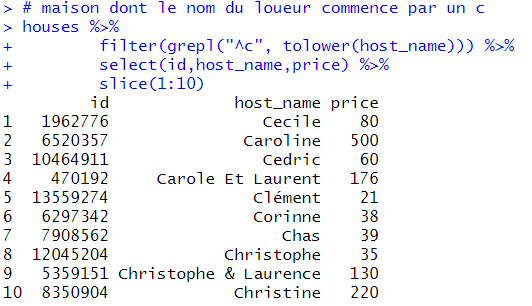 > # maison dont le nom du loueur commence par un c
> houses %>%
+       filter(grepl("^c", tolower(host_name))) %>%
+       select(id,host_name,price) %>%
+       slice(1:10)
         id            host_name price
1   1962776               Cecile    80
2   6520357             Caroline   500
3  10464911               Cedric    60
4    470192    Carole Et Laurent   176
5  13559274              Clément    21
6   6297342              Corinne    38
7   7908562                 Chas    39
8  12045204           Christophe    35
9   5359151 Christophe & Laurence   130
10  8350904            Christine   220